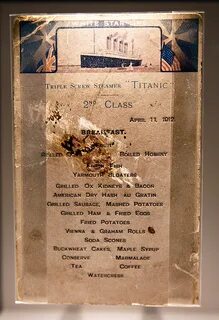 WHITE STAR
TRIPLE SCREW STEAMER "TITANIC"
2ND CLASS
APRIL 11, 1912.
BREAKFAST.
BOILED HOMINY
FISH
YARMOUTH BLOATERS
GRILLED OX KIDNEYS & BACON
AMERICAN DRY HASH AU GRATIN
GRILLED SAUSAGE, MASHED POTATOES
GRILLED HAM & FRIED EGGS
FRIED POTATOES
VIENNA & GRAHAM ROLLS
SODA SCONES
BUCKWHEAT CAKES, MAPLE SYRUP
CONSERVE MARMALADE
TEA COFFEE
WATERCRESS